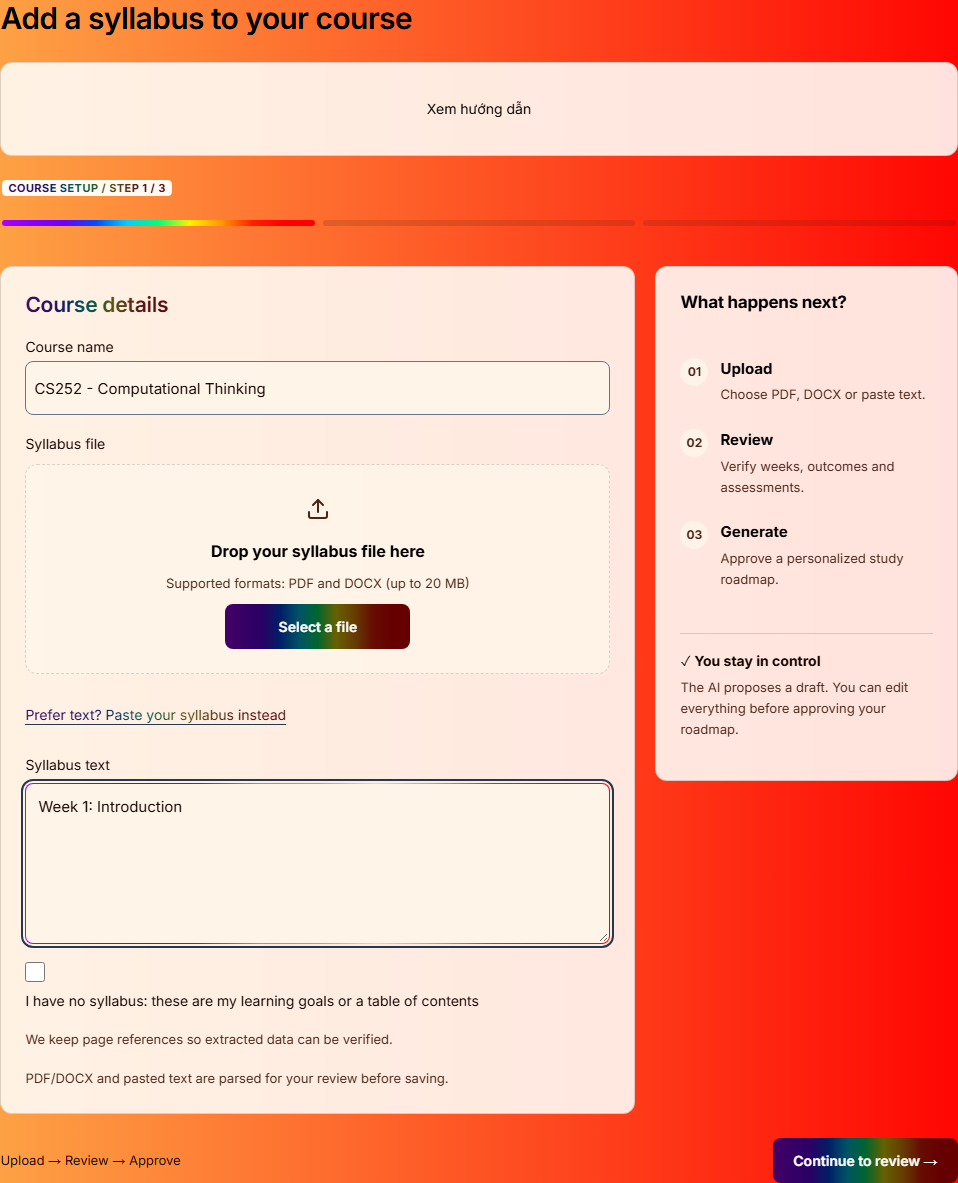 Add a syllabus to your course
Xem hướng dẫn
COURSE SETUP / STEP 1 / 3
Course details
Course name
CS252 - Computational Thinking
Syllabus file
Drop your syllabus file here
Supported formats: PDF and DOCX (up to 20 MB)
Select a file
Prefer text? Paste your syllabus instead
Syllabus text
Week 1: Introduction
I have no syllabus: these are my learning goals or a table of contents
We keep page references so extracted data can be verified.
PDF/DOCX and pasted text are parsed for your review before saving.
What happens next?
01
Upload
Choose PDF, DOCX or paste text.
02
Review
Verify weeks, outcomes and
assessments.
03
Generate
Approve a personalized study
roadmap.
✓ You stay in control
The AI proposes a draft. You can edit
everything before approving your
roadmap.
Upload → Review → Approve
Continue to review →